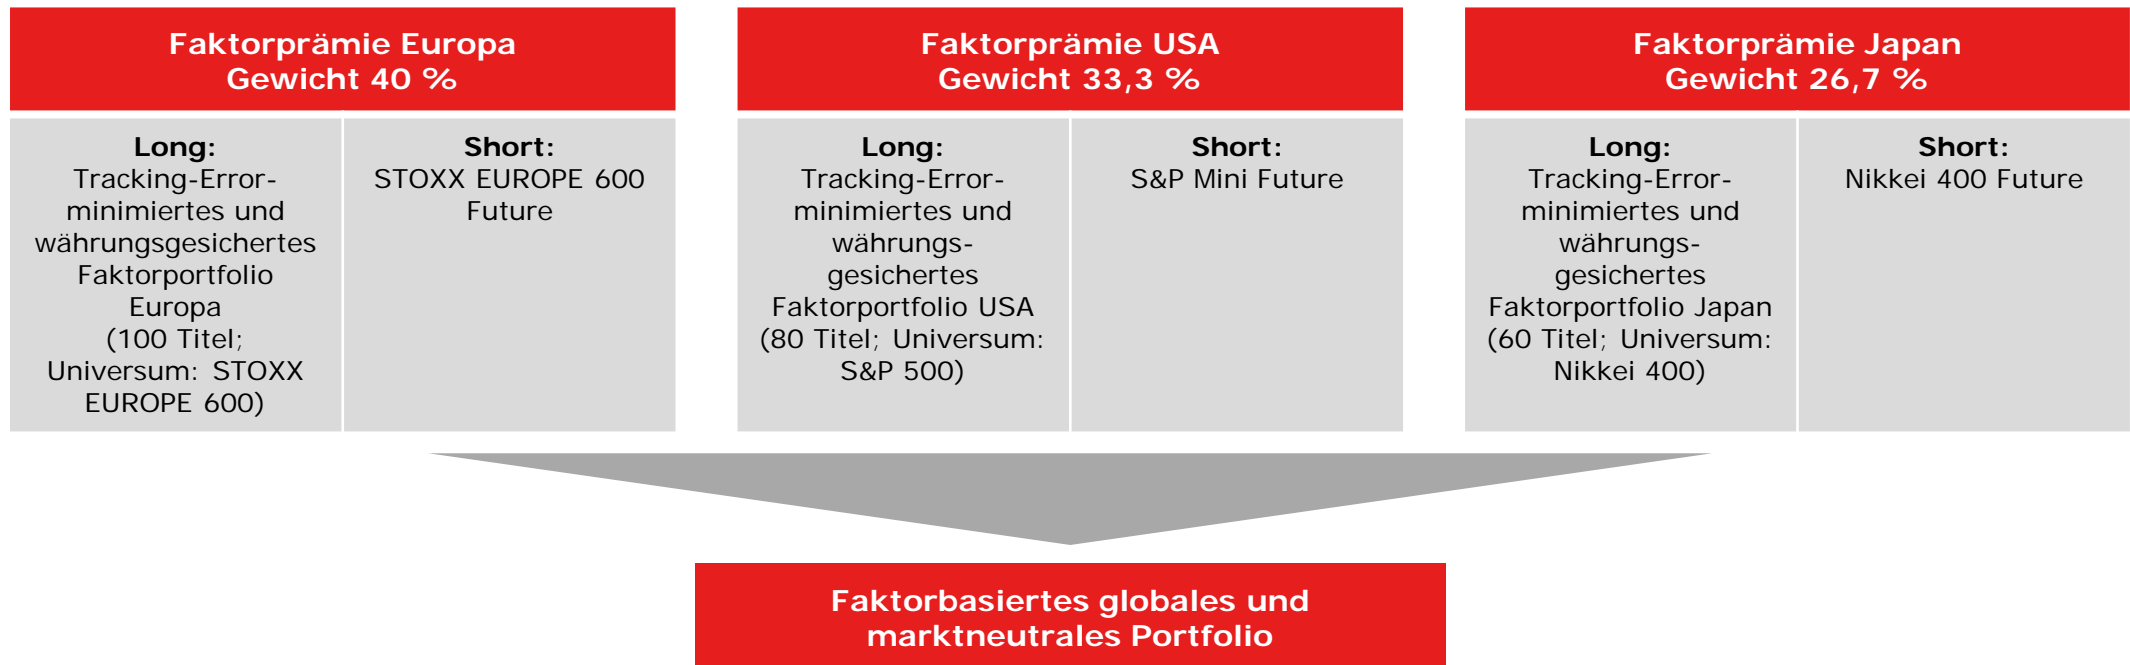 Faktorprämie Europa
Gewicht 40 %
Long:
Tracking-Error-
minimiertes und
währungsgesichertes
Faktorportfolio
Europa
(100 Titel;
Universum: STOXX
EUROPE 600)
Short:
STOXX EUROPE 600
Future
Faktorprämie USA
Gewicht 33,3 %
Long:
Tracking-Error-
minimiertes und
währungs-
gesichertes
Faktorportfolio USA
(80 Titel; Universum:
S&P 500)
Short:
S&P Mini Future
Faktorprämie Japan
Gewicht 26,7 %
Long:
Tracking-Error-
minimiertes und
währungs-
gesichertes
Faktorportfolio Japan
(60 Titel; Universum:
Nikkei 400)
Short:
Nikkei 400 Future
Faktorbasiertes globales und
marktneutrales Portfolio